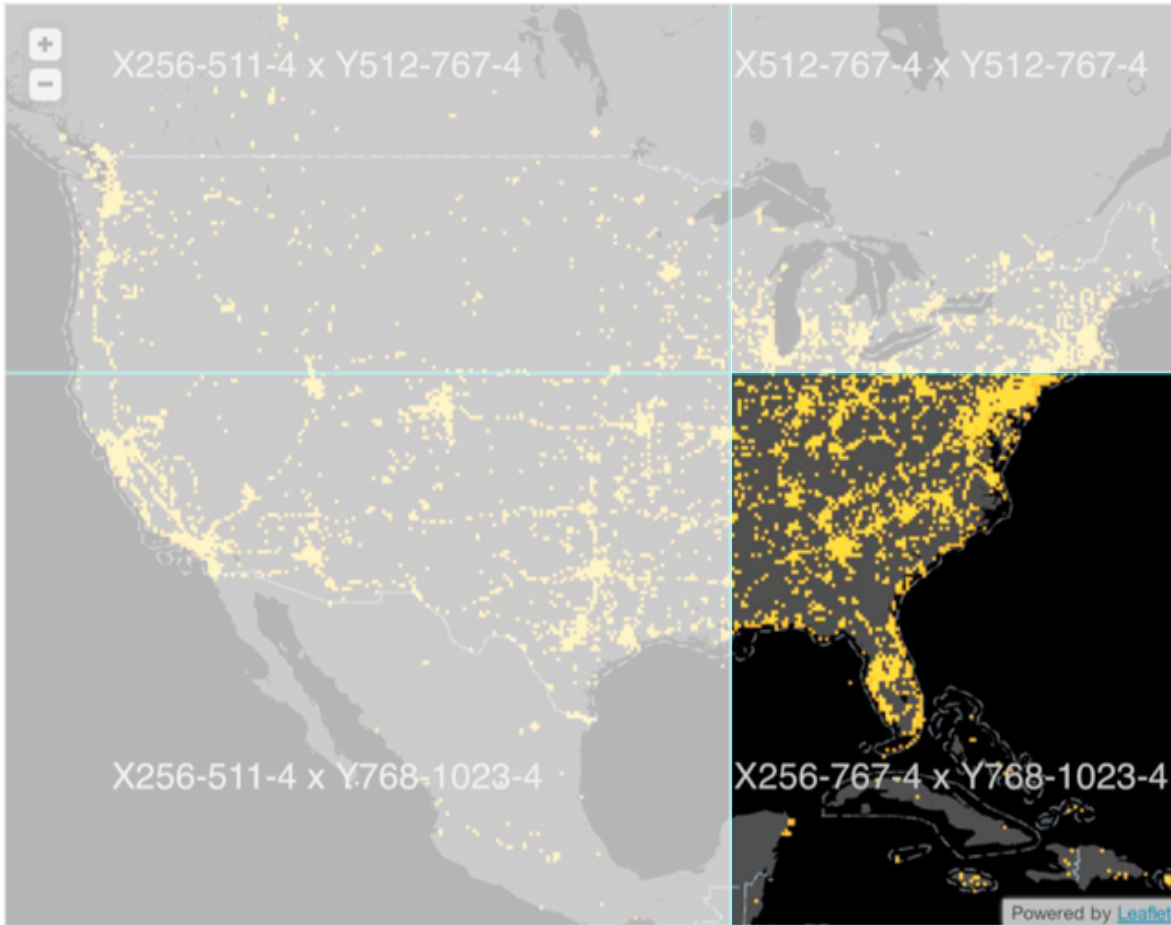 +
X256-511-4 x Y512-767-4
X512-767-4 x Y512-767-4
−
X256-511-4 x Y768-1023-4
X256-767-4 x Y768-1023-4
Powered by Leaflet